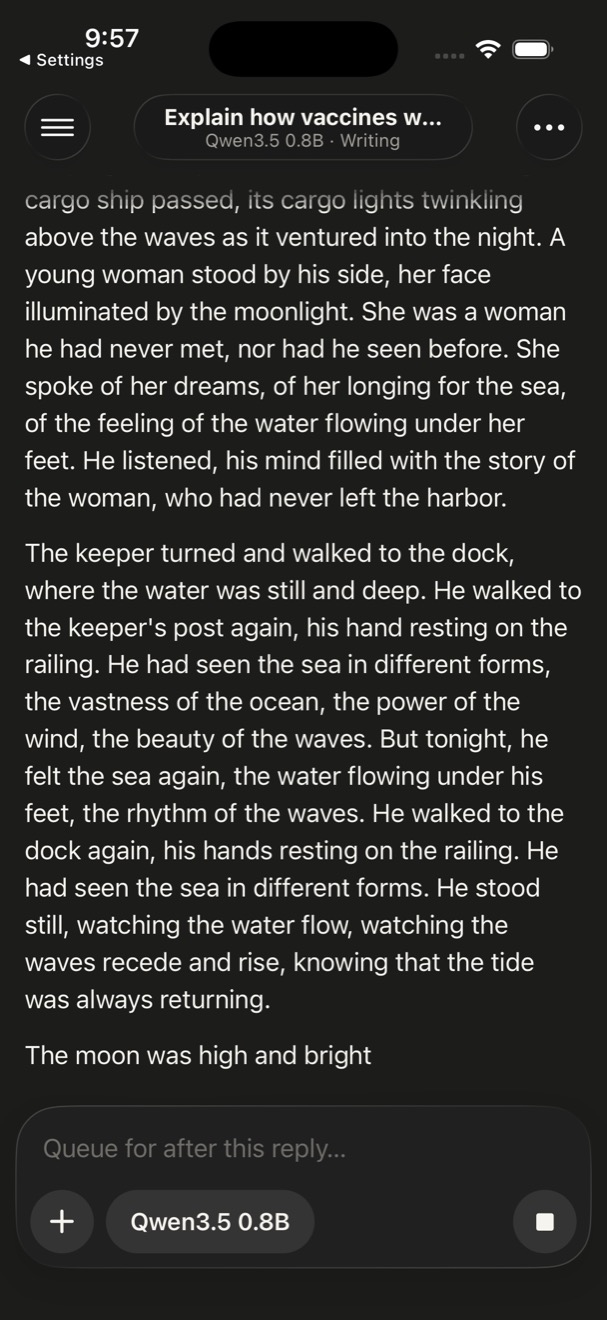 9:57
◀ Settings
Explain how vaccines w...
Qwen3.5 0.8B · Writing
cargo ship passed, its cargo lights twinkling
above the waves as it ventured into the night. A
young woman stood by his side, her face
illuminated by the moonlight. She was a woman
he had never met, nor had he seen before. She
spoke of her dreams, of her longing for the sea,
of the feeling of the water flowing under her
feet. He listened, his mind filled with the story of
the woman, who had never left the harbor.
The keeper turned and walked to the dock,
where the water was still and deep. He walked to
the keeper's post again, his hand resting on the
railing. He had seen the sea in different forms,
the vastness of the ocean, the power of the
wind, the beauty of the waves. But tonight, he
felt the sea again, the water flowing under his
feet, the rhythm of the waves. He walked to the
dock again, his hands resting on the railing. He
had seen the sea in different forms. He stood
still, watching the water flow, watching the
waves recede and rise, knowing that the tide
was always returning.
The moon was high and bright
Queue for after this reply...
Qwen3.5 0.8B